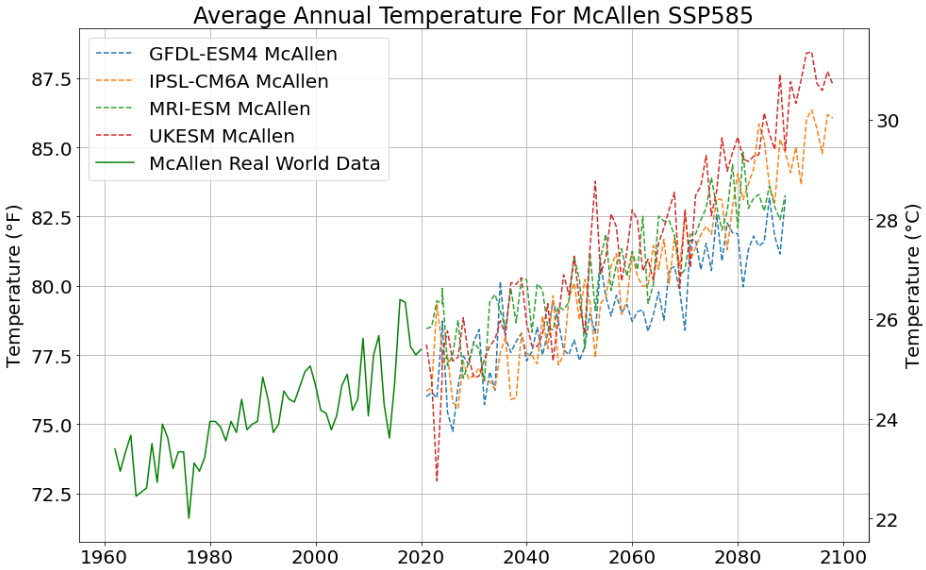 Average Annual Temperature For McAllen SSP585
GFDL-ESM4 McAllen
IPSL-CM6A McAllen
MRI-ESM McAllen
UKESM McAllen
McAllen Real World Data
Temperature (°F)
87.5
85.0
82.5
80.0
77.5
75.0
72.5
Temperature (°C)
30
28
26
24
22
1960 1980 2000 2020 2040 2060 2080 2100